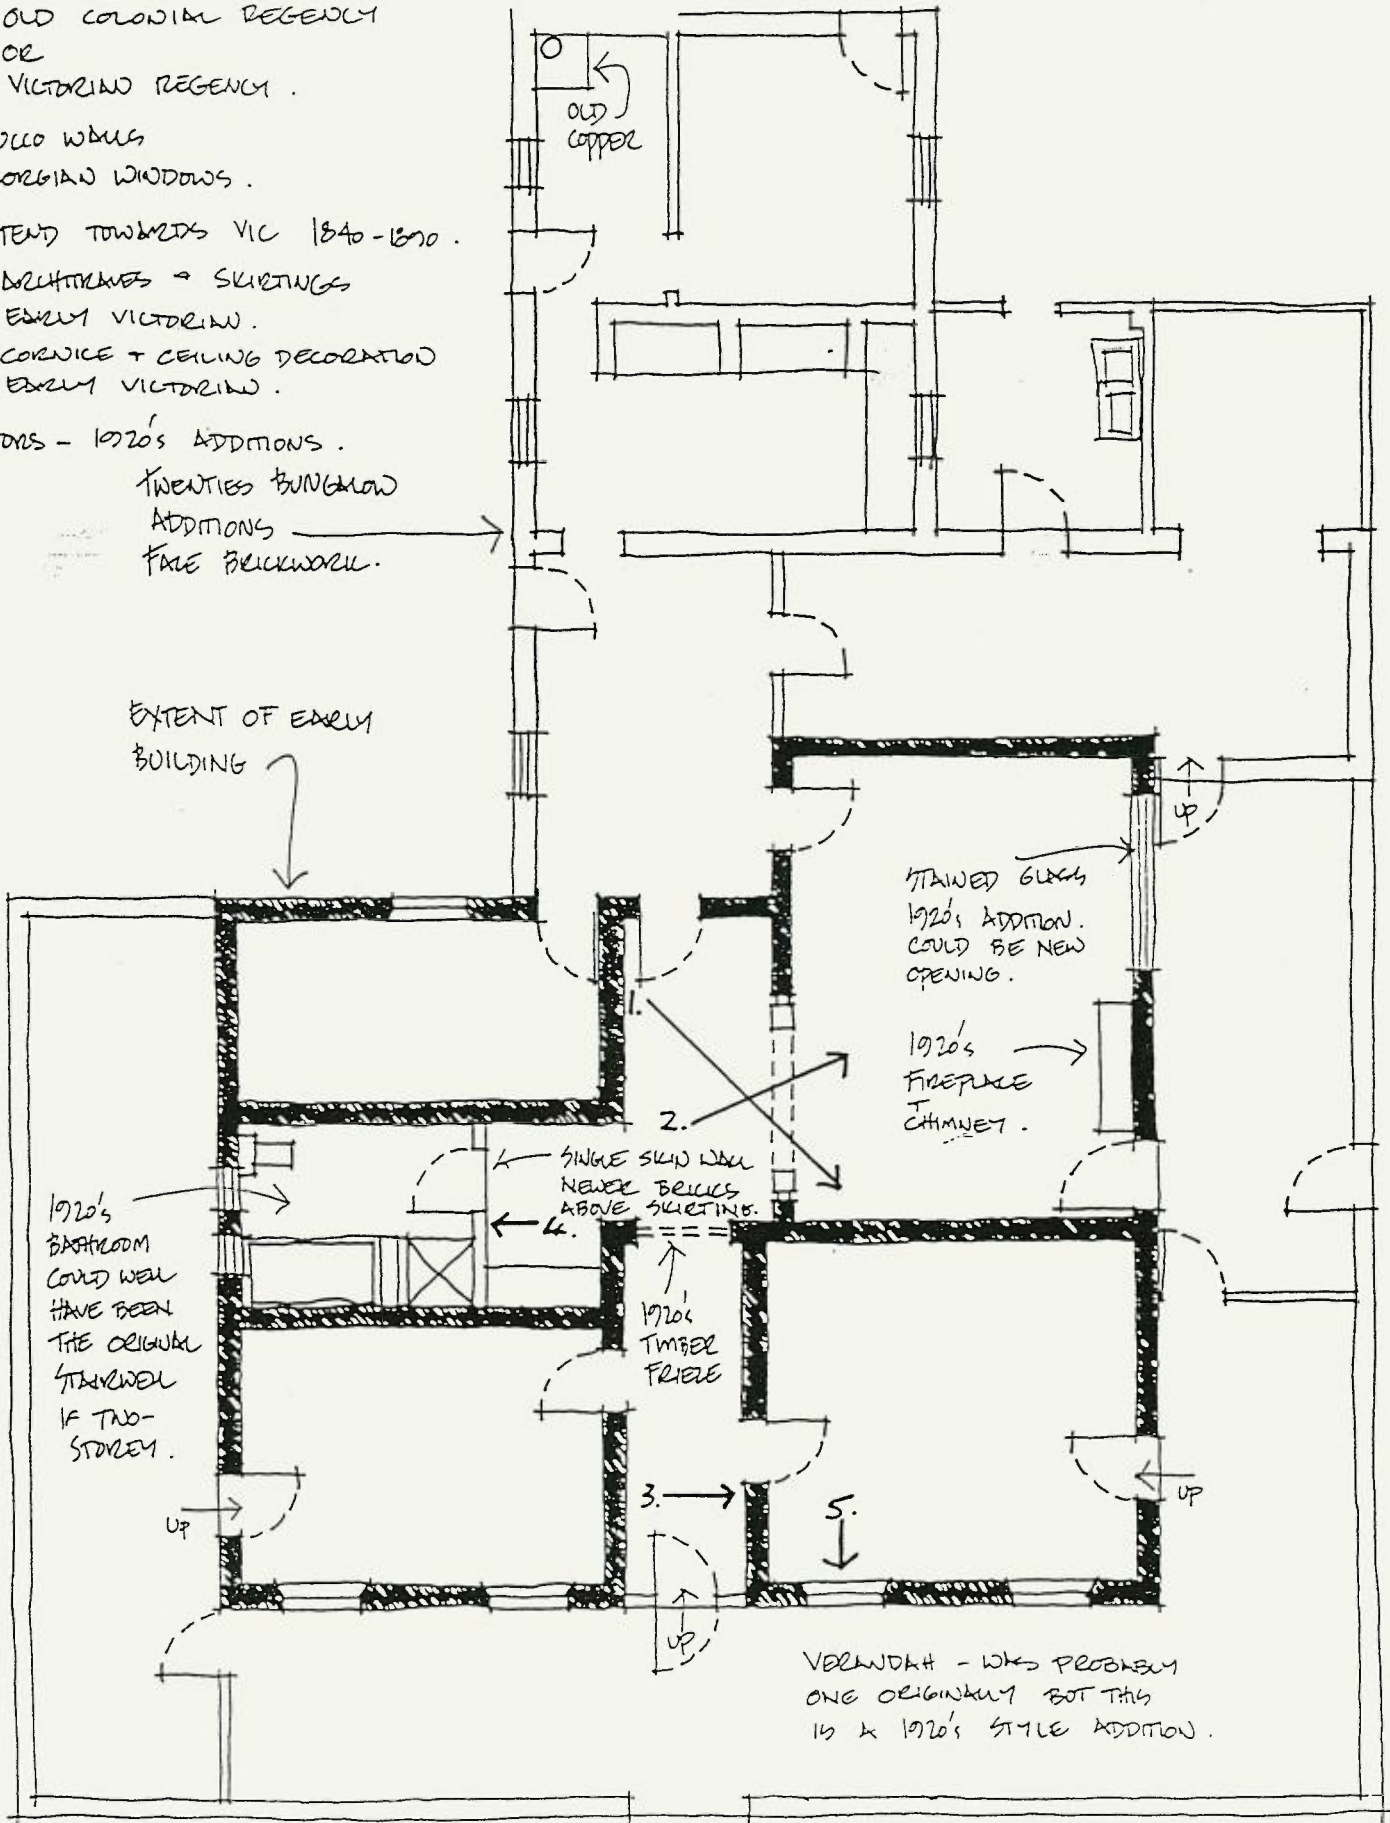 OLD COLONIAL REGENCY
OR
VICTORIAN REGENCY.
UCCO WALLS
ORGIAN WINDOWS.
TEND TOWARDS VIC 1840-1890.
ARCHITRAVES + SKIRTINGS
EARLY VICTORIAN.
CORNICE + CEILING DECORATION
EARLY VICTORIAN.
ORS - 1920's ADDITIONS.
TWENTIES BUNGALOW
ADDITIONS
FACE BRICKWORK.
OLD
COPPER
EXTENT OF EARLY
BUILDING
UP
STAINED GLASS
1920's ADDITION.
COULD BE NEW
OPENING.
1.
1920's
FIREPLACE
+
CHIMNEY.
2.
SINGLE SKIN WALL
NEWER BRICKS
ABOVE SKIRTING.
4.
1920's
BATHROOM
COULD WELL
HAVE BEEN
THE ORIGINAL
STAIRWELL
IF TWO-
STOREY.
1920's
TIMBER
FRIEZE
3.
5.
UP
UP
UP
VERANDAH - WAS PROBABLY
ONE ORIGINALLY BUT THIS
IS A 1920's STYLE ADDITION.